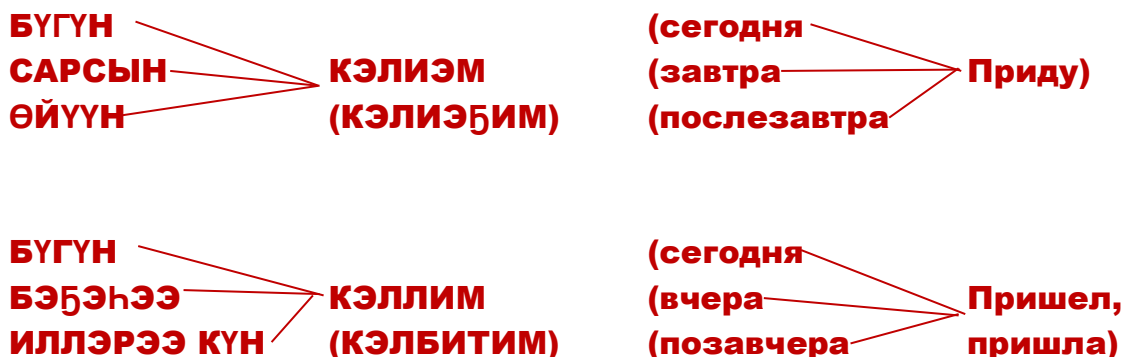 БҮГҮН (сегодня
САРСЫН КЭЛИЭМ (завтра Приду)
ӨЙҮҮН (КЭЛИЭҔИМ) (послезавтра
БҮГҮН (сегодня
БЭҔЭҺЭЭ КЭЛЛИМ (вчера Пришел,
ИЛЛЭРЭЭ КҮН (КЭЛБИТИМ) (позавчера пришла)